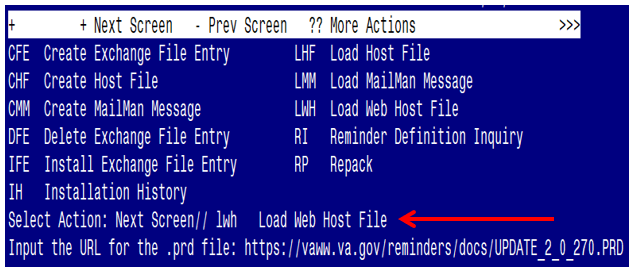 +         + Next Screen   - Prev Screen   ?? More Actions                    >>>
CFE  Create Exchange File Entry          LHF  Load Host File
CHF  Create Host File                    LMM  Load MailMan Message
CMM  Create MailMan Message              LWH  Load Web Host File
DFE  Delete Exchange File Entry          RI   Reminder Definition Inquiry
IFE  Install Exchange File Entry         RP   Repack
IH   Installation History
Select Action: Next Screen// lwh   Load Web Host File
Input the URL for the .prd file: https://vaww.va.gov/reminders/docs/UPDATE_2_0_270.PRD